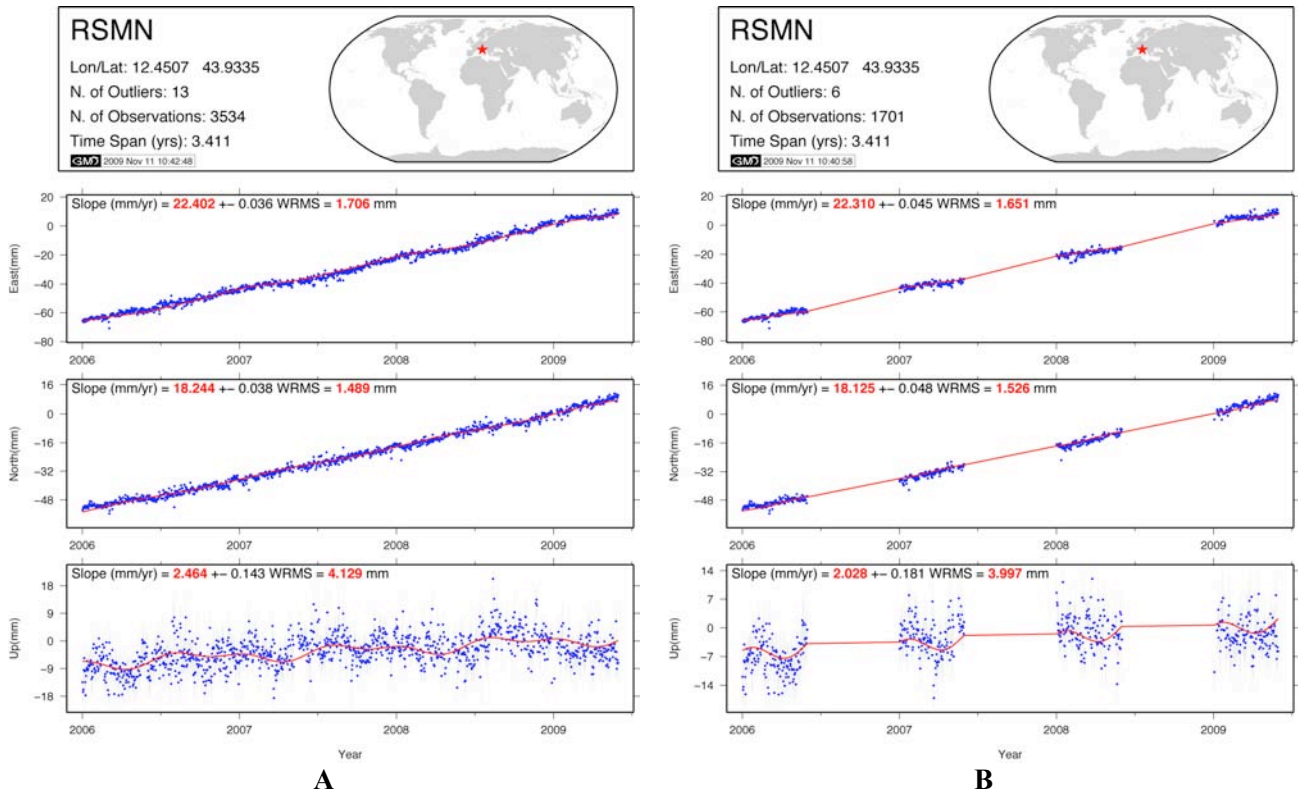 RSMN
Lon/Lat: 12.4507 43.9335
N. of Outliers: 13
N. of Observations: 3534
Time Span (yrs): 3.411
GMD 2009 Nov 11 10:42:48
Slope (mm/yr) = 22.402 +− 0.036 WRMS = 1.706 mm
East(mm)
20
0
−20
−40
−60
−80
2006 2007 2008 2009
Slope (mm/yr) = 18.244 +− 0.038 WRMS = 1.489 mm
North(mm)
16
0
−16
−32
−48
2006 2007 2008 2009
Slope (mm/yr) = 2.464 +− 0.143 WRMS = 4.129 mm
Up(mm)
18
9
0
−9
−18
2006 2007 2008 2009
Year
A
RSMN
Lon/Lat: 12.4507 43.9335
N. of Outliers: 6
N. of Observations: 1701
Time Span (yrs): 3.411
GMD 2009 Nov 11 10:40:58
Slope (mm/yr) = 22.310 +− 0.045 WRMS = 1.651 mm
East(mm)
20
0
−20
−40
−60
−80
2006 2007 2008 2009
Slope (mm/yr) = 18.125 +− 0.048 WRMS = 1.526 mm
North(mm)
16
0
−16
−32
−48
2006 2007 2008 2009
Slope (mm/yr) = 2.028 +− 0.181 WRMS = 3.997 mm
Up(mm)
14
7
0
−7
−14
2006 2007 2008 2009
Year
B